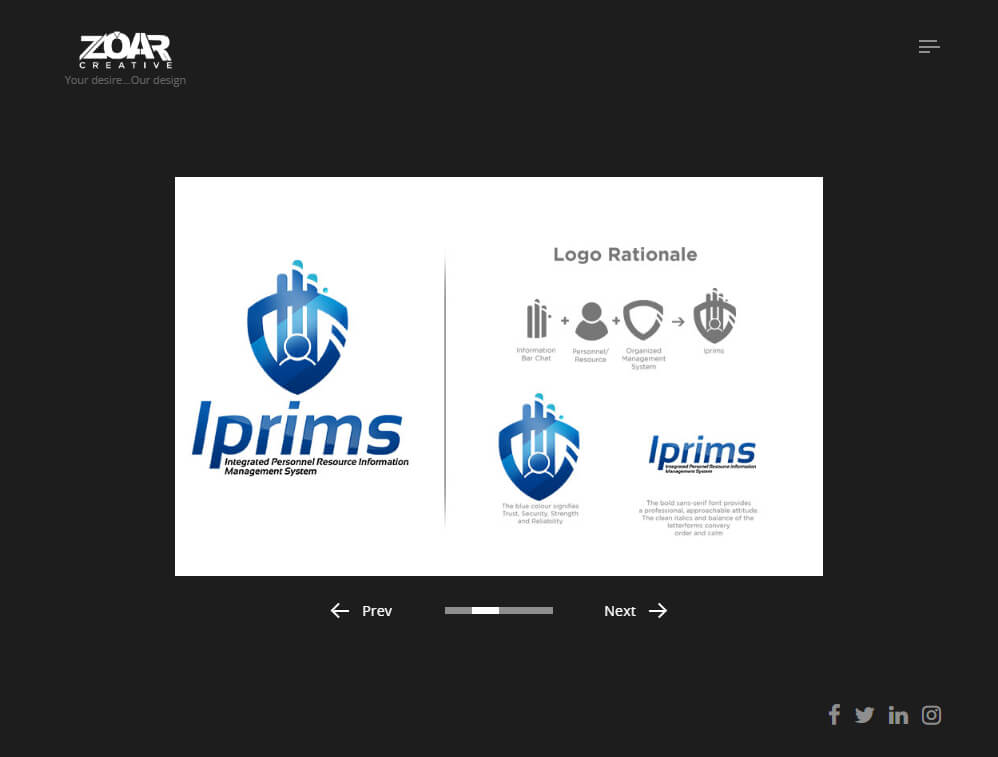 ZOAR
CREATIVE
Your desire...Our design
Iprims
Integrated Personnel Resource Information
Management System
Logo Rationale
Information
Bar Chat
+
Personnel/
Resource
+
Organized
Management
System
→
Iprims
The blue colour signifies
Trust, Security, Strength
and Reliability
Iprims
Integrated Personnel Resource Information
Management System
The bold sans-serif font provides
a professional, approachable attitude
The clean italics and balance of the
letterforms convery
order and calm
← Prev
Next →